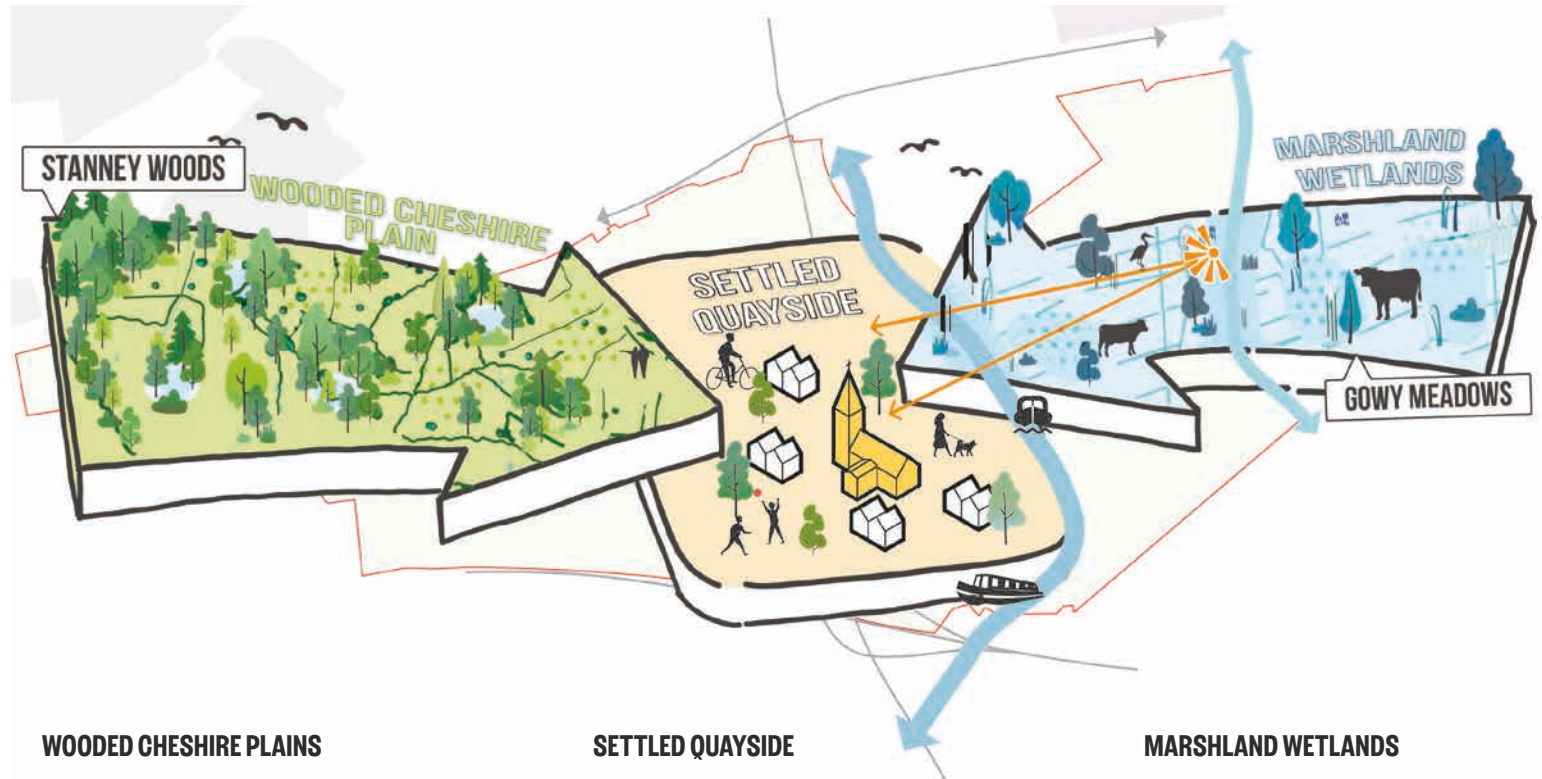 STANNEY WOODS
WOODED CHESHIRE
PLAIN
SETTLED
QUAYSIDE
MARSHLAND
WETLANDS
GOWY MEADOWS
WOODED CHESHIRE PLAINS
SETTLED QUAYSIDE
MARSHLAND WETLANDS